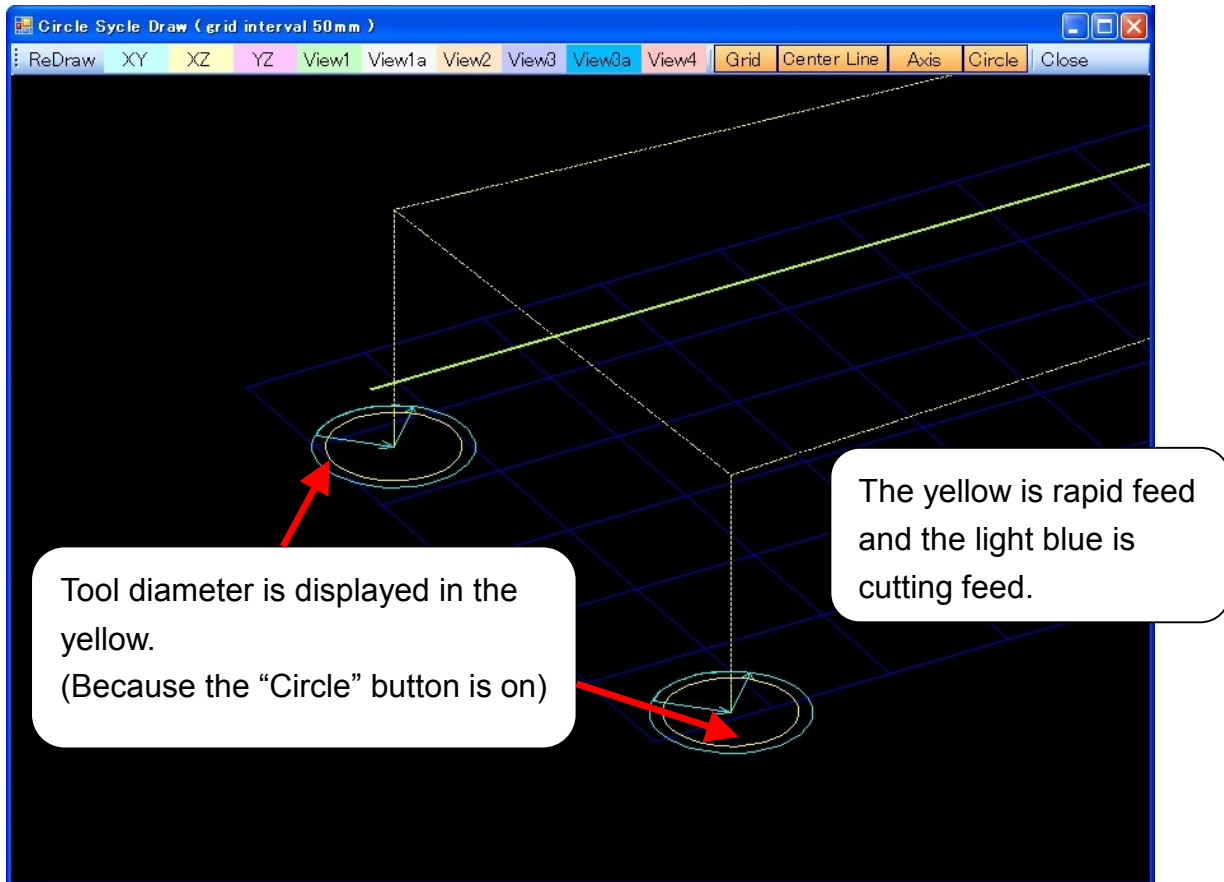 Circle Sycle Draw ( grid interval 50mm )
ReDraw XY XZ YZ View1 View1a View2 View3 View3a View4 Grid Center Line Axis Circle Close
The yellow is rapid feed
and the light blue is
cutting feed.
Tool diameter is displayed in the
yellow.
(Because the “Circle” button is on)